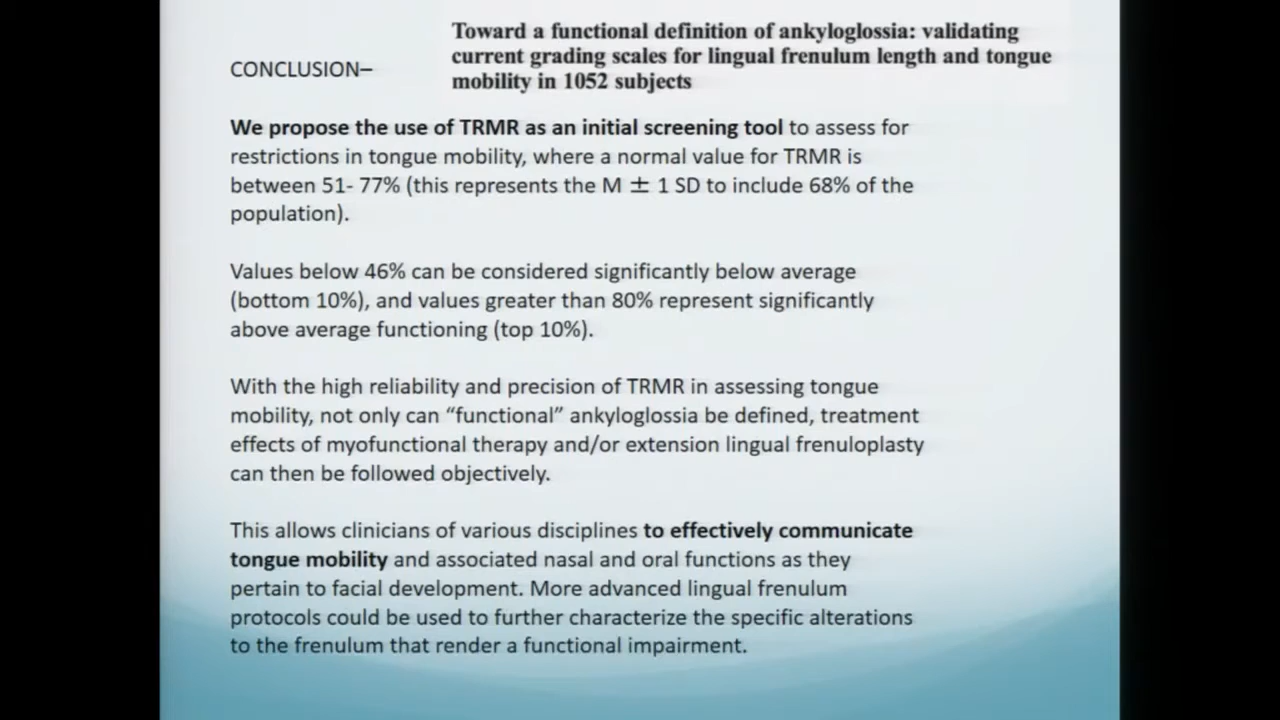 Toward a functional definition of ankyloglossia: validating
current grading scales for lingual frenulum length and tongue
mobility in 1052 subjects
CONCLUSION–
We propose the use of TRMR as an initial screening tool to assess for
restrictions in tongue mobility, where a normal value for TRMR is
between 51- 77% (this represents the M ± 1 SD to include 68% of the
population).
Values below 46% can be considered significantly below average
(bottom 10%), and values greater than 80% represent significantly
above average functioning (top 10%).
With the high reliability and precision of TRMR in assessing tongue
mobility, not only can “functional” ankyloglossia be defined, treatment
effects of myofunctional therapy and/or extension lingual frenuloplasty
can then be followed objectively.
This allows clinicians of various disciplines to effectively communicate
tongue mobility and associated nasal and oral functions as they
pertain to facial development. More advanced lingual frenulum
protocols could be used to further characterize the specific alterations
to the frenulum that render a functional impairment.